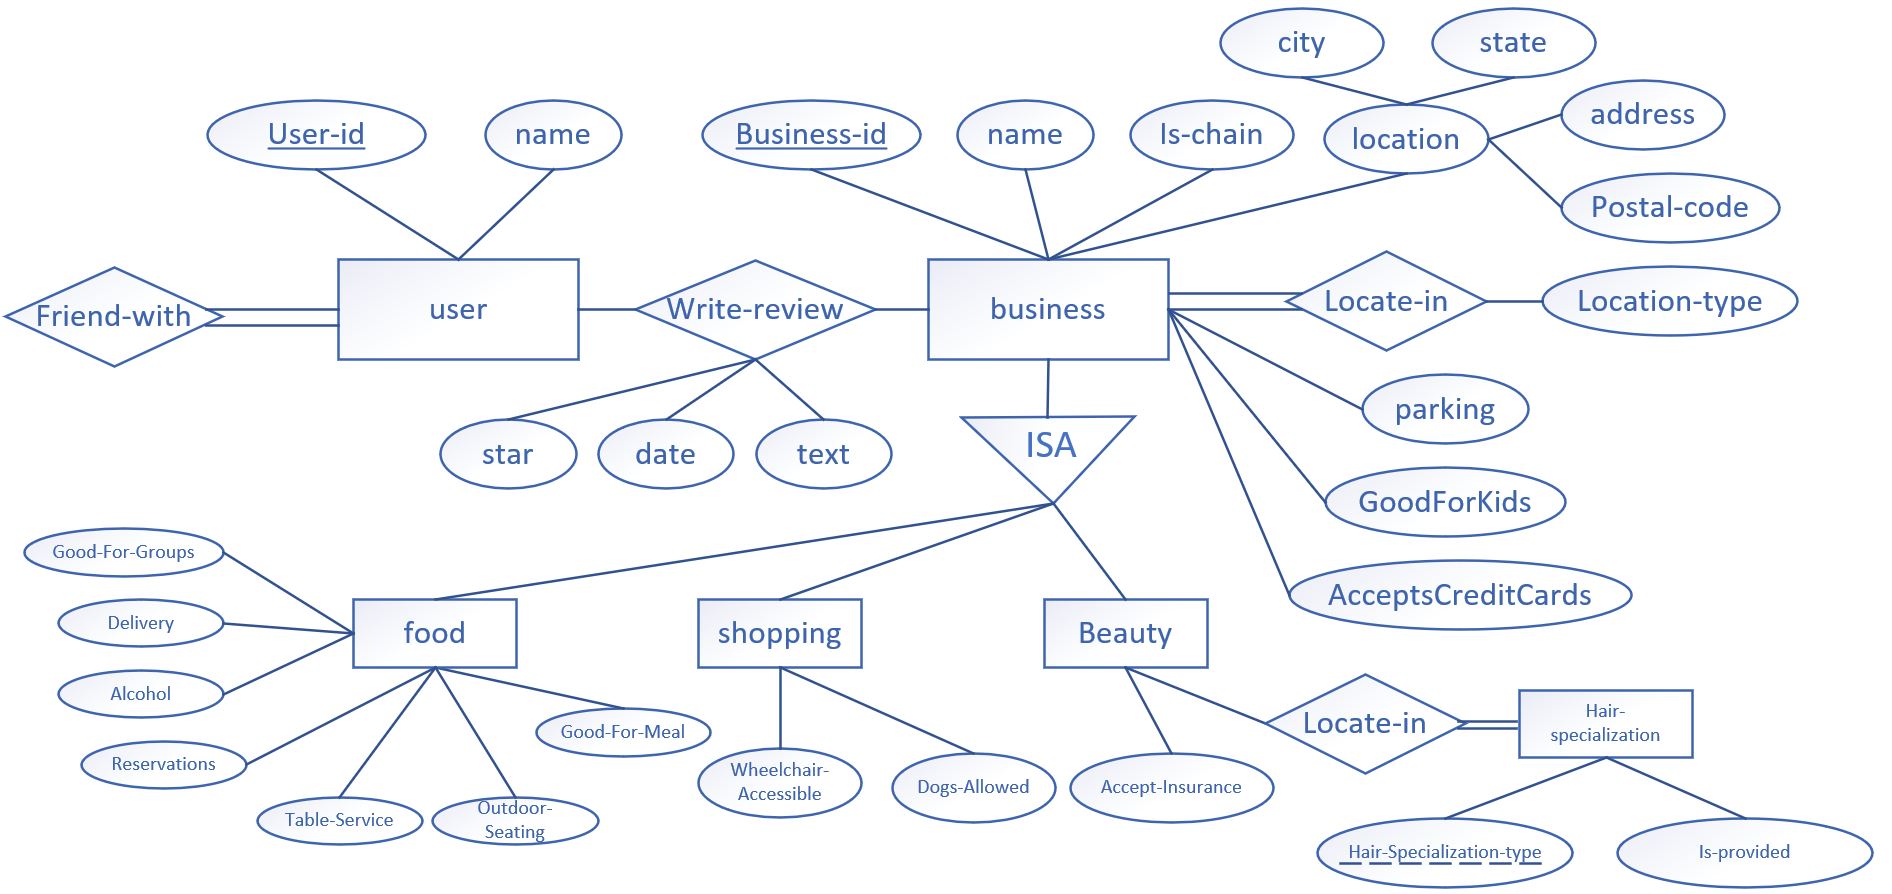 city
state
address
User-id
name
Business-id
name
Is-chain
location
Postal-code
Friend-with
user
Write-review
business
Locate-in
Location-type
parking
star
date
text
ISA
GoodForKids
Good-For-Groups
AcceptsCreditCards
Delivery
food
shopping
Beauty
Alcohol
Reservations
Good-For-Meal
Locate-in
Hair-
specialization
Table-Service
Outdoor-
Seating
Wheelchair-
Accessible
Dogs-Allowed
Accept-Insurance
Hair-Specialization-type
Is-provided